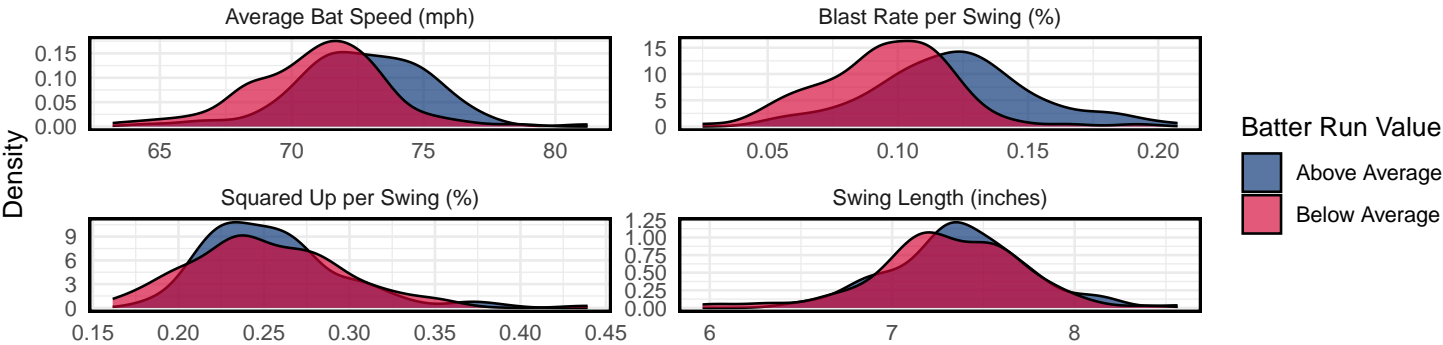 Average Bat Speed (mph)
0.15
0.10
0.05
0.00
65 70 75 80
Blast Rate per Swing (%)
15
10
5
0
0.05 0.10 0.15 0.20
Density
Squared Up per Swing (%)
9
6
3
0
0.15 0.20 0.25 0.30 0.35 0.40 0.45
Swing Length (inches)
1.25
1.00
0.75
0.50
0.25
0.00
6 7 8
Batter Run Value
Above Average
Below Average